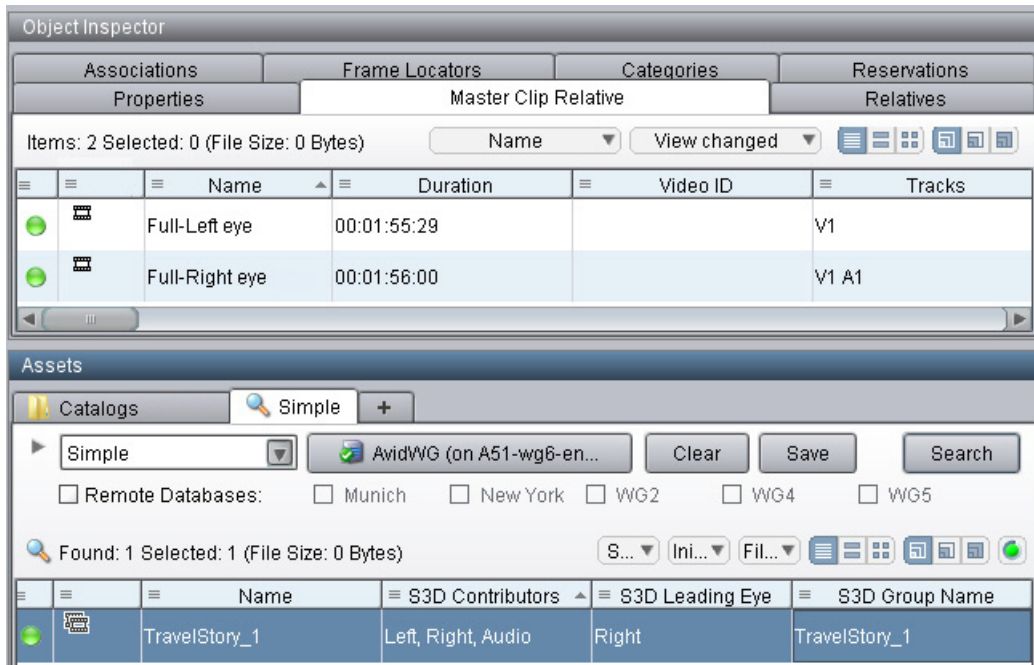 Object Inspector
Associations Frame Locators Categories Reservations
Properties Master Clip Relative Relatives
Items: 2 Selected: 0 (File Size: 0 Bytes) Name View changed
Name Duration Video ID Tracks
Full-Left eye 00:01:55:29 V1
Full-Right eye 00:01:56:00 V1 A1
Assets
Catalogs Simple +
Simple AvidWG (on A51-wg6-en... Clear Save Search
Remote Databases: Munich New York WG2 WG4 WG5
Found: 1 Selected: 1 (File Size: 0 Bytes) S... Ini... Fil...
Name S3D Contributors S3D Leading Eye S3D Group Name
TravelStory_1 Left, Right, Audio Right TravelStory_1